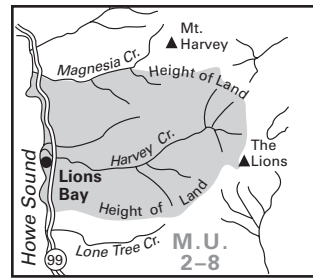 Mt.
Harvey
Magnesia Cr.
Height of Land
Harvey Cr.
The
Lions
Lions
Bay
Howe Sound
Height of Land
Lone Tree Cr.
M.U.
2–8
99